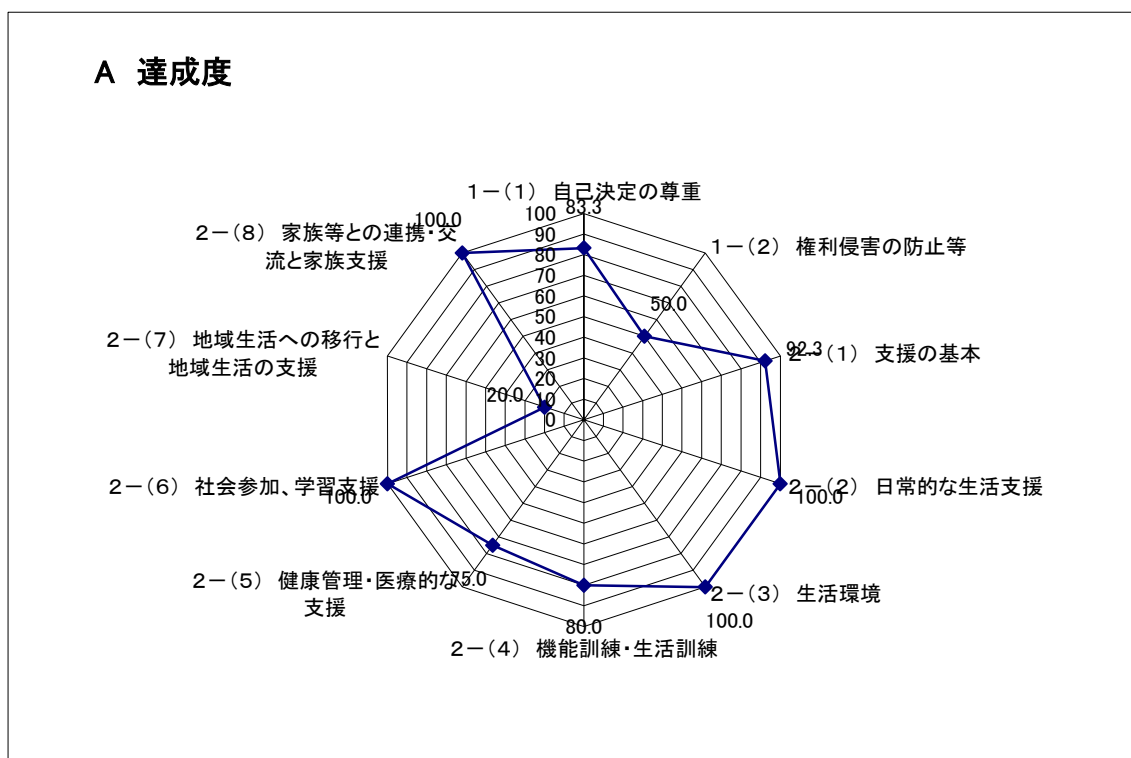 A 達成度
1－(1) 自己決定の尊重
83.3
1－(2) 権利侵害の防止等
50.0
2－(1) 支援の基本
92.3
2－(2) 日常的な生活支援
100.0
2－(3) 生活環境
100.0
2－(4) 機能訓練・生活訓練
80.0
2－(5) 健康管理・医療的な
支援
75.0
2－(6) 社会参加、学習支援
100.0
2－(7) 地域生活への移行と
地域生活の支援
20.0
2－(8) 家族等との連携・交
流と家族支援
100.0
100
90
80
70
60
50
40
30
20
10
0